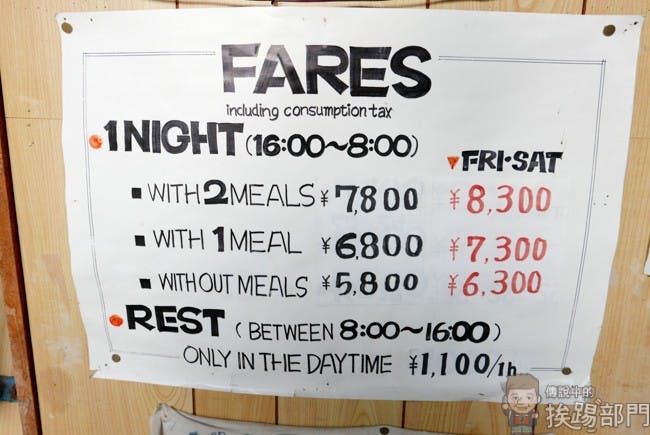 FARES
including consumption tax
1 NIGHT (16:00～8:00)
FRI·SAT
WITH 2 MEALS ¥7,800 ¥8,300
WITH 1 MEAL ¥6,800 ¥7,300
WITHOUT MEALS ¥5,800 ¥6,300
REST (BETWEEN 8:00～16:00)
ONLY IN THE DAYTIME ¥1,100/1h
傳說中的
挨踢部門